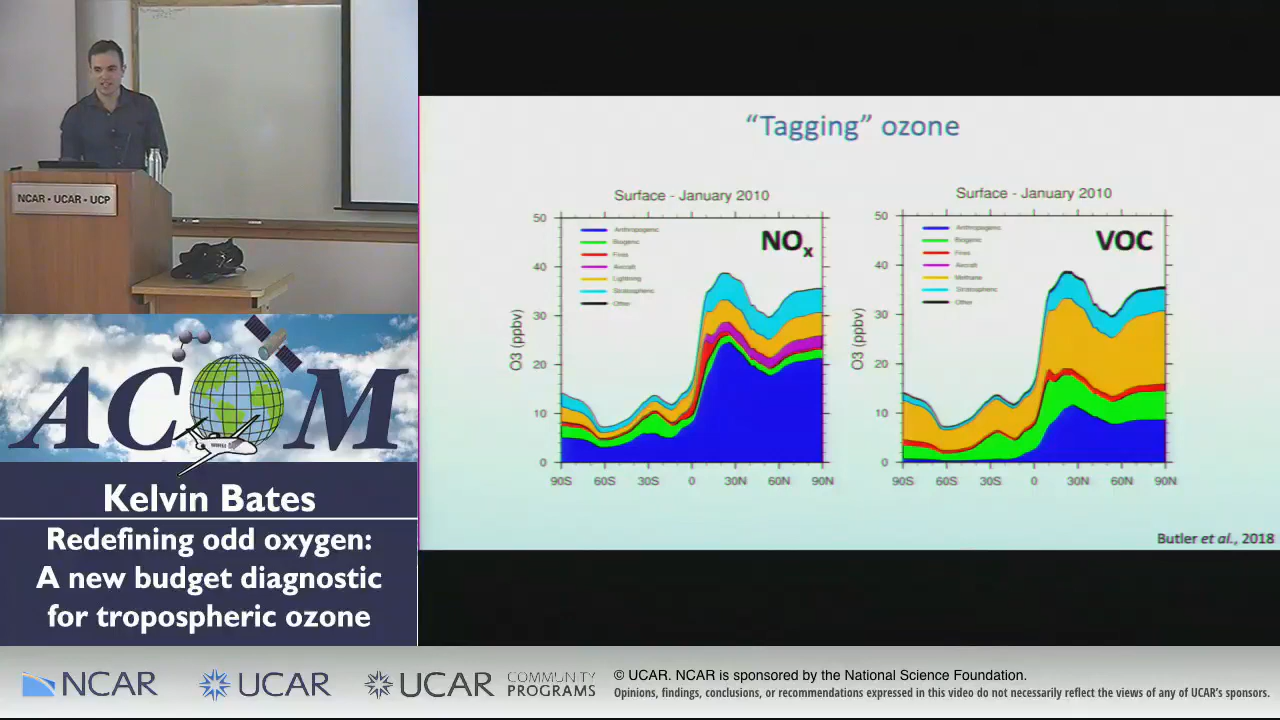 NCAR • UCAR • UCP
ACOM
Kelvin Bates
Redefining odd oxygen:
A new budget diagnostic
for tropospheric ozone
"Tagging" ozone
Surface - January 2010
NOx
O3 (ppbv)
50
40
30
20
10
0
Anthropogenic
Biogenic
Fires
Aircraft
Lightning
Stratospheric
Other
90S 60S 30S 0 30N 60N 90N
Surface - January 2010
VOC
O3 (ppbv)
50
40
30
20
10
0
Anthropogenic
Biogenic
Fires
Aircraft
Methane
Stratospheric
Other
90S 60S 30S 0 30N 60N 90N
Butler et al., 2018
NCAR
UCAR
UCAR COMMUNITY
PROGRAMS
© UCAR. NCAR is sponsored by the National Science Foundation.
Opinions, findings, conclusions, or recommendations expressed in this video do not necessarily reflect the views of any of UCAR's sponsors.